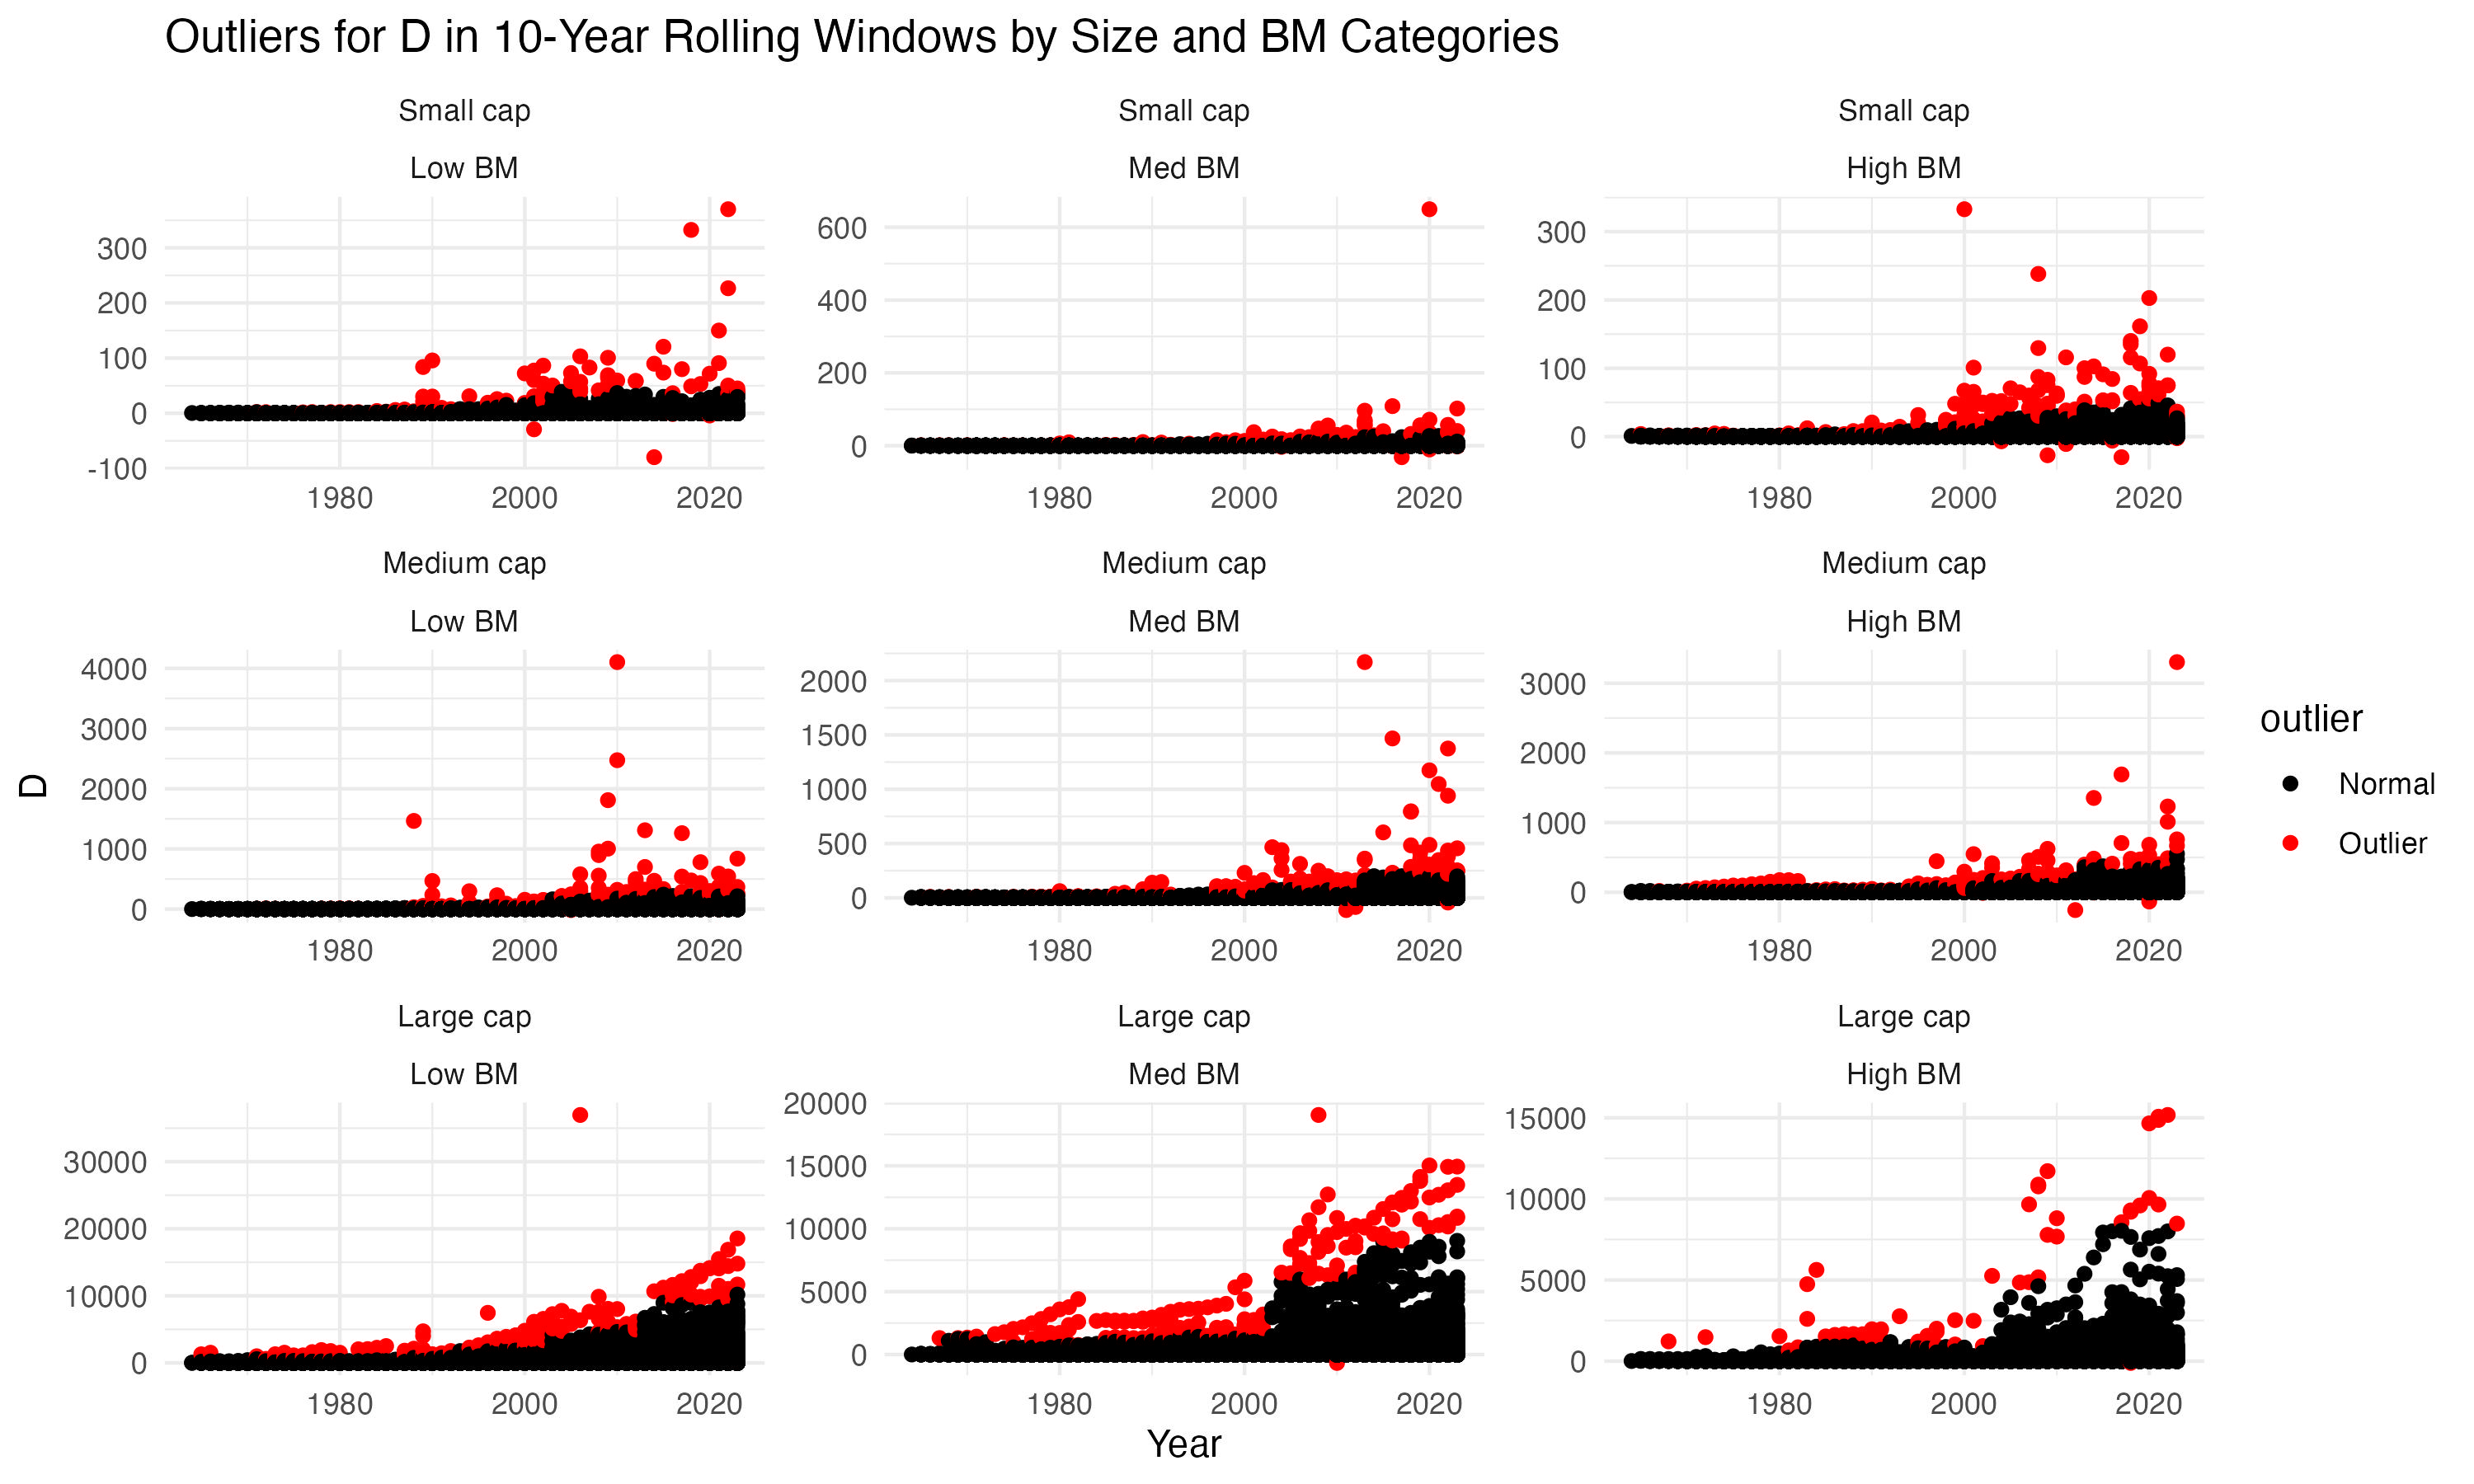 Outliers for D in 10-Year Rolling Windows by Size and BM Categories
Small cap Small cap Small cap
Low BM Med BM High BM
300
200
100
0
-100
1980 2000 2020
600
400
200
0
1980 2000 2020
300
200
100
0
1980 2000 2020
Medium cap Medium cap Medium cap
Low BM Med BM High BM
D
4000
3000
2000
1000
0
1980 2000 2020
2000
1500
1000
500
0
1980 2000 2020
3000
2000
1000
0
1980 2000 2020
outlier
Normal
Outlier
Large cap Large cap Large cap
Low BM Med BM High BM
30000
20000
10000
0
1980 2000 2020
20000
15000
10000
5000
0
1980 2000 2020
15000
10000
5000
0
1980 2000 2020
Year